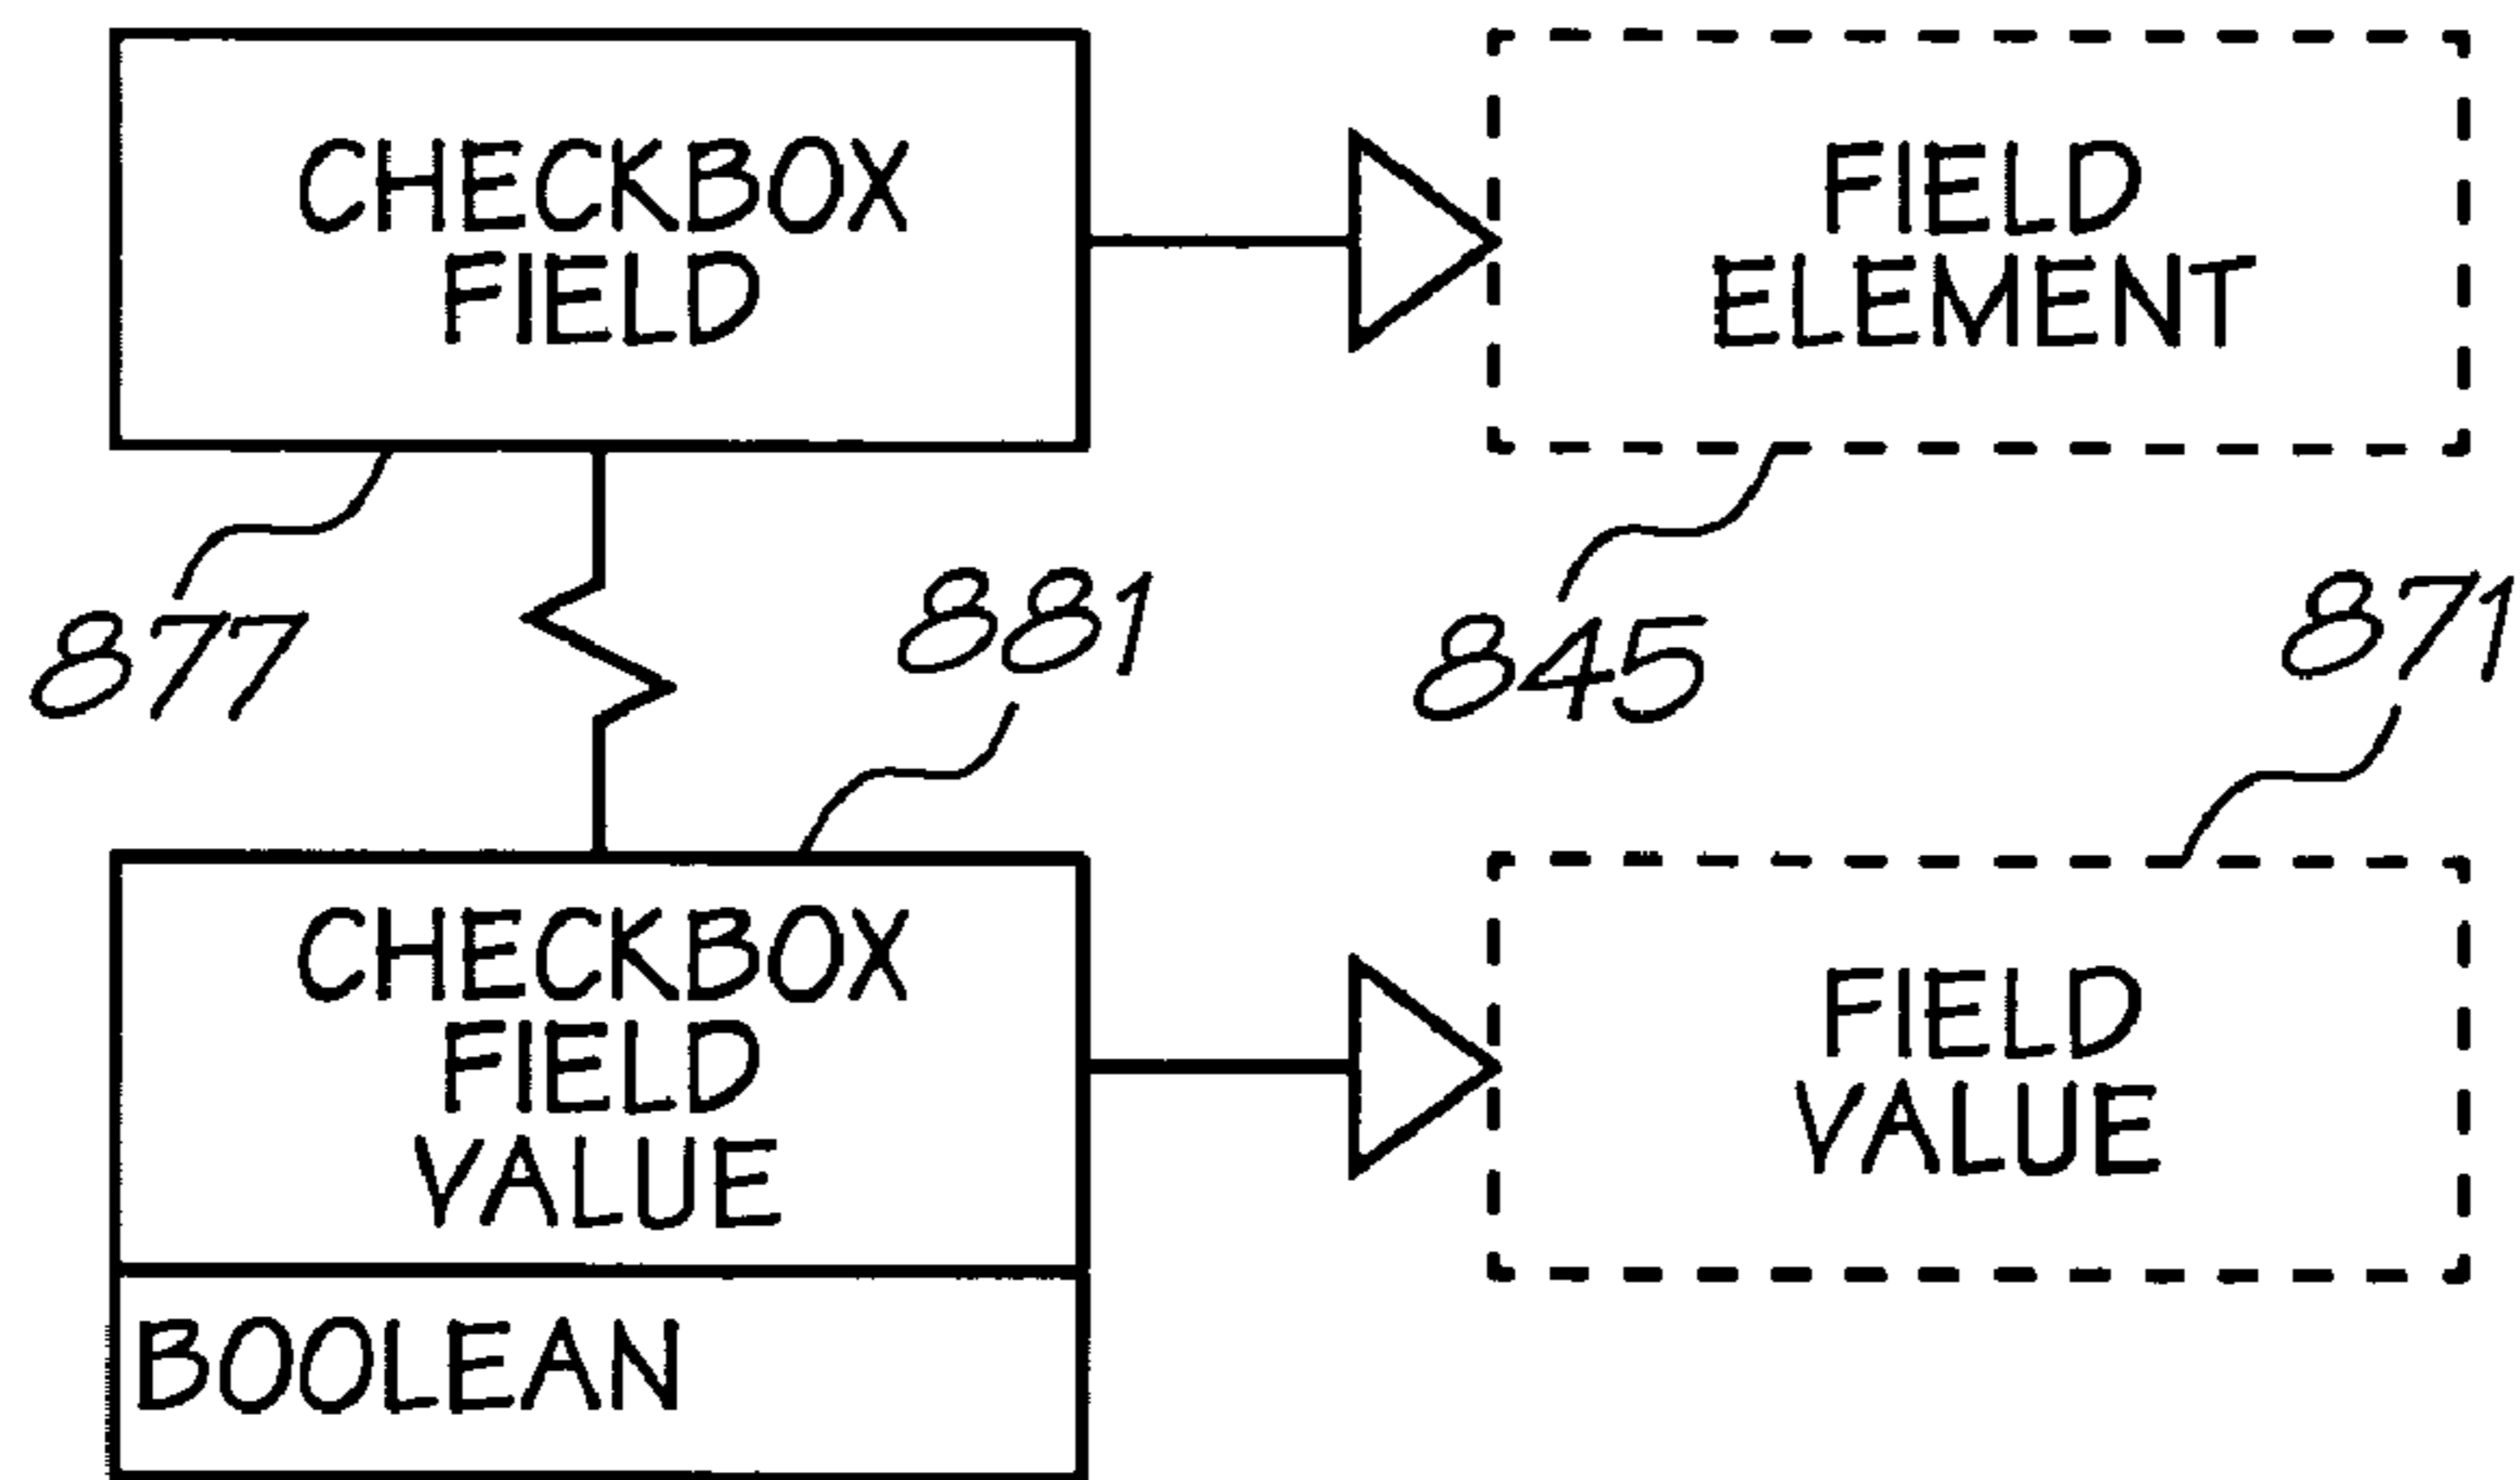 CHECKBOX
FIELD
FIELD
ELEMENT
877
881
845
871
CHECKBOX
FIELD
VALUE
FIELD
VALUE
BOOLEAN